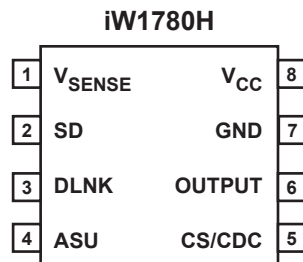 iW1780H
1 VSENSE VCC 8
2 SD GND 7
3 DLNK OUTPUT 6
4 ASU CS/CDC 5